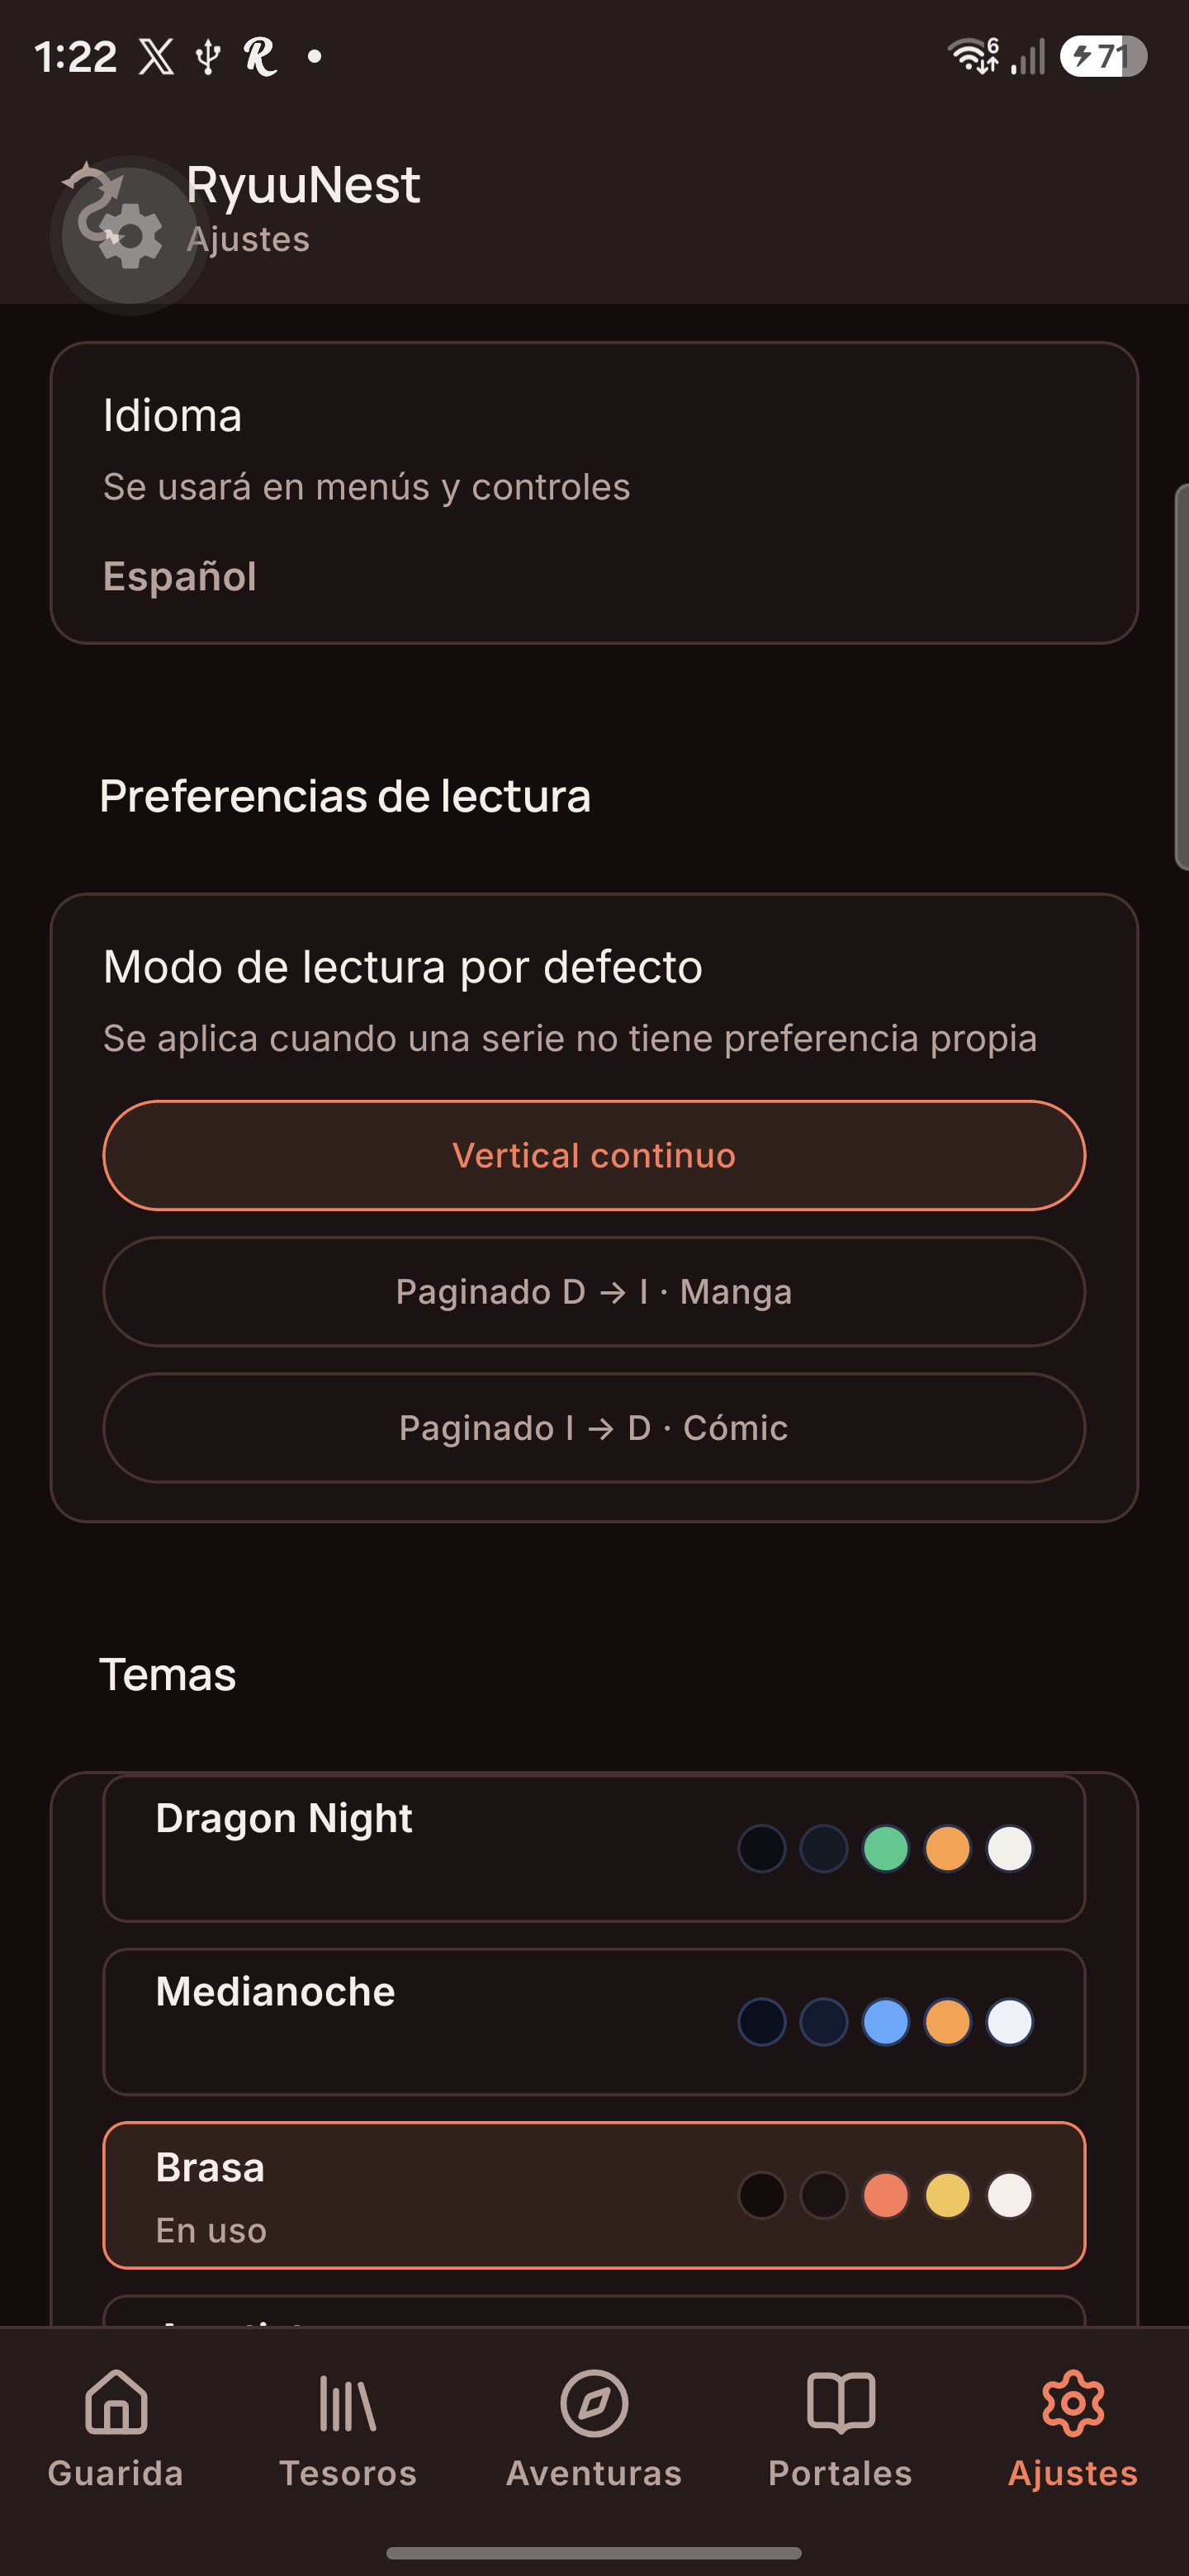 1:22
6
71
RyuuNest
Ajustes
Idioma
Se usará en menús y controles
Español
Preferencias de lectura
Modo de lectura por defecto
Se aplica cuando una serie no tiene preferencia propia
Vertical continuo
Paginado D → I · Manga
Paginado I → D · Cómic
Temas
Dragon Night
Medianoche
Brasa
En uso
Guarida
Tesoros
Aventuras
Portales
Ajustes